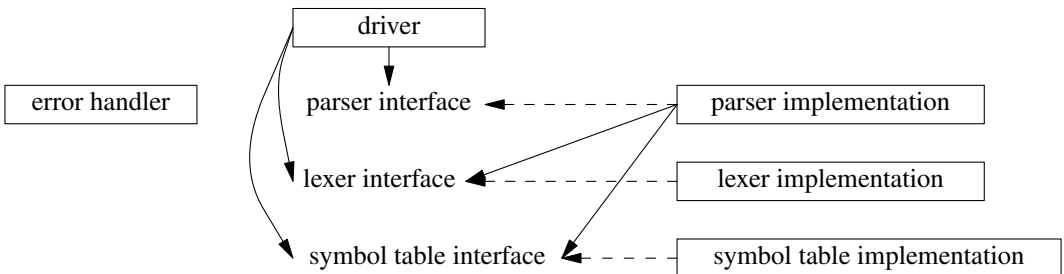 driver
error handler
parser interface
parser implementation
lexer interface
lexer implementation
symbol table interface
symbol table implementation